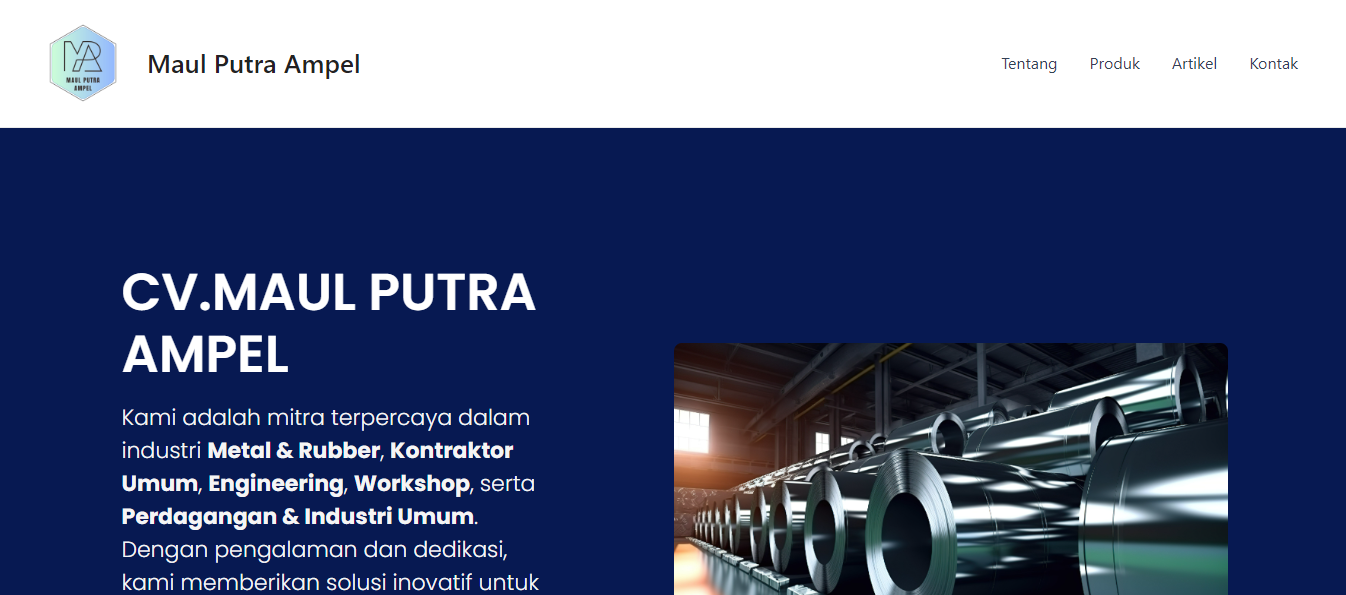 MAUL PUTRA
AMPEL
Maul Putra Ampel
Tentang
Produk
Artikel
Kontak
CV.MAUL PUTRA
AMPEL
Kami adalah mitra terpercaya dalam
industri Metal & Rubber, Kontraktor
Umum, Engineering, Workshop, serta
Perdagangan & Industri Umum.
Dengan pengalaman dan dedikasi,
kami memberikan solusi inovatif untuk